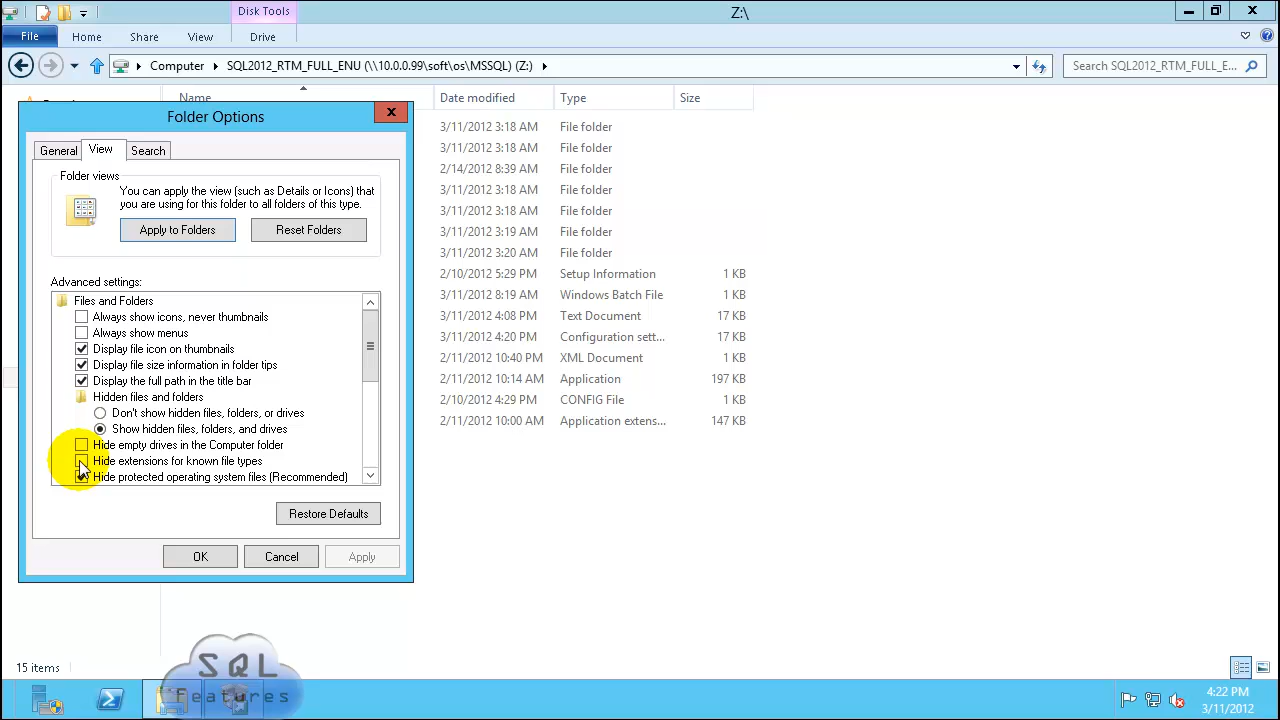 Disk Tools
Z:\
File
Home
Share
View
Drive
Computer
SQL2012_RTM_FULL_ENU (\\10.0.0.99\soft\os\MSSQL) (Z:)
Search SQL2012_RTM_FULL_E...
Name
Date modified
Type
Size
Folder Options
General
View
Search
Folder views
You can apply the view (such as Details or Icons) that
you are using for this folder to all folders of this type.
Apply to Folders
Reset Folders
Advanced settings:
Files and Folders
Always show icons, never thumbnails
Always show menus
Display file icon on thumbnails
Display file size information in folder tips
Display the full path in the title bar
Hidden files and folders
Don't show hidden files, folders, or drives
Show hidden files, folders, and drives
Hide empty drives in the Computer folder
Hide extensions for known file types
Hide protected operating system files (Recommended)
Restore Defaults
OK
Cancel
Apply
3/11/2012 3:18 AM File folder
3/11/2012 3:18 AM File folder
2/14/2012 8:39 AM File folder
3/11/2012 3:18 AM File folder
3/11/2012 3:18 AM File folder
3/11/2012 3:19 AM File folder
3/11/2012 3:20 AM File folder
2/10/2012 5:29 PM Setup Information 1 KB
3/11/2012 8:19 AM Windows Batch File 1 KB
3/11/2012 4:08 PM Text Document 17 KB
3/11/2012 4:20 PM Configuration sett... 17 KB
2/11/2012 10:40 PM XML Document 1 KB
2/11/2012 10:14 AM Application 197 KB
2/10/2012 4:29 PM CONFIG File 1 KB
2/11/2012 10:00 AM Application extens... 147 KB
15 items
SQL
Features
4:22 PM
3/11/2012